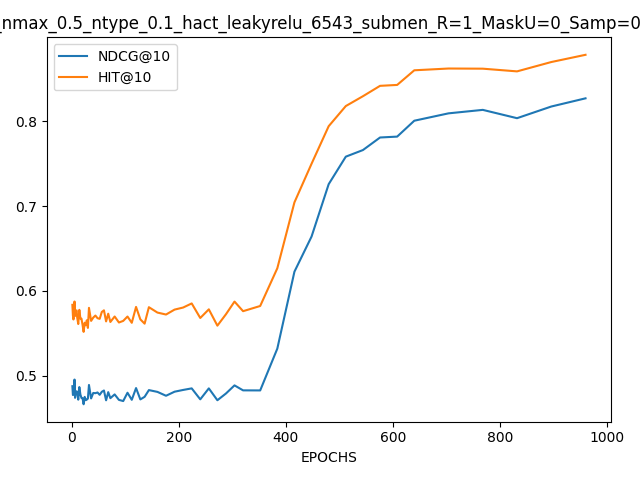 _nmax_0.5_ntype_0.1_hact_leakyrelu_6543_submen_R=1_MaskU=0_Samp=0
NDCG@10
HIT@10
0.8
0.7
0.6
0.5
0 200 400 600 800 1000
EPOCHS